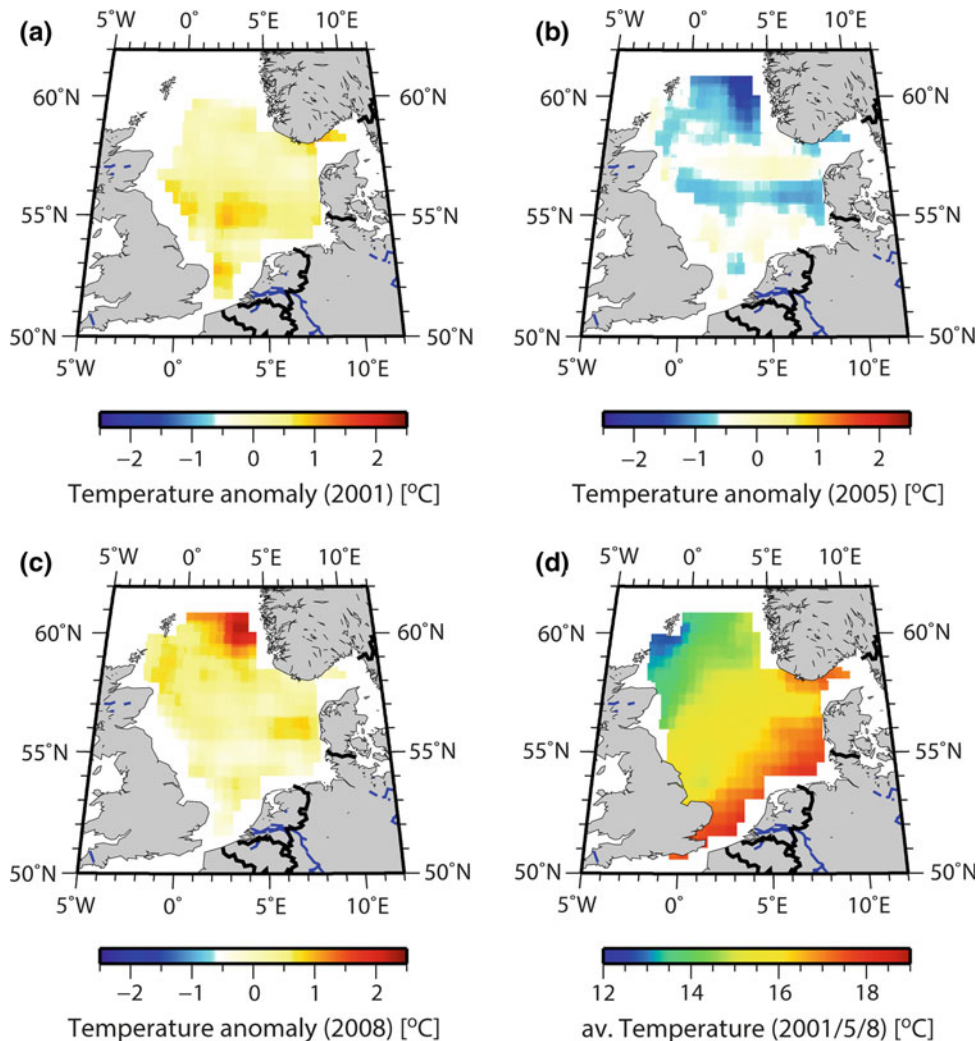 5°W 0° 5°E 10°E
(a)
60°N 60°N
55°N 55°N
50°N 50°N
5°W 0° 5°E 10°E
−2 −1 0 1 2
Temperature anomaly (2001) [°C]
5°W 0° 5°E 10°E
(b)
60°N 60°N
55°N 55°N
50°N 50°N
5°W 0° 5°E 10°E
−2 −1 0 1 2
Temperature anomaly (2005) [°C]
5°W 0° 5°E 10°E
(c)
60°N 60°N
55°N 55°N
50°N 50°N
5°W 0° 5°E 10°E
−2 −1 0 1 2
Temperature anomaly (2008) [°C]
5°W 0° 5°E 10°E
(d)
60°N 60°N
55°N 55°N
50°N 50°N
5°W 0° 5°E 10°E
12 14 16 18
av. Temperature (2001/5/8) [°C]